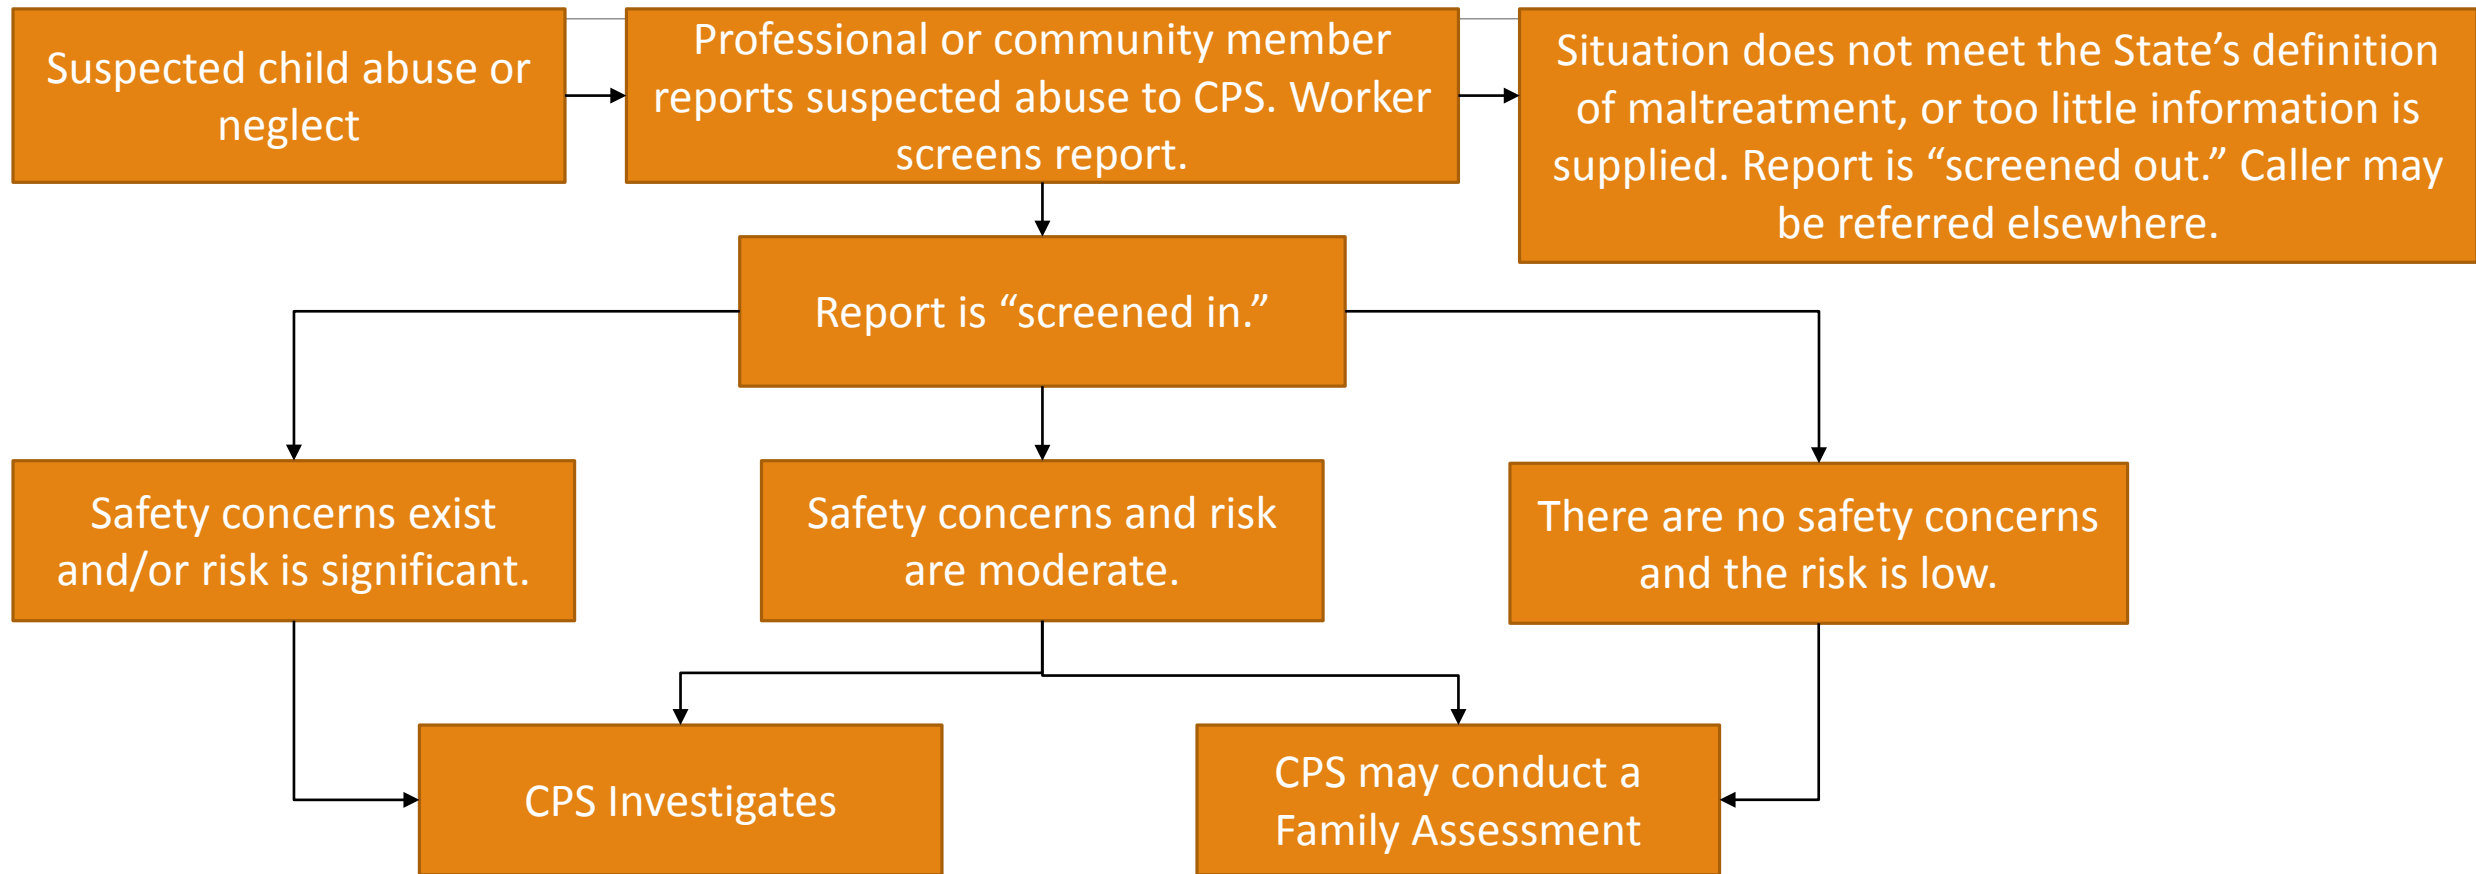 Suspected child abuse or
neglect
Professional or community member
reports suspected abuse to CPS. Worker
screens report.
Situation does not meet the State’s definition
of maltreatment, or too little information is
supplied. Report is “screened out.” Caller may
be referred elsewhere.
Report is “screened in.”
Safety concerns exist
and/or risk is significant.
Safety concerns and risk
are moderate.
There are no safety concerns
and the risk is low.
CPS Investigates
CPS may conduct a
Family Assessment